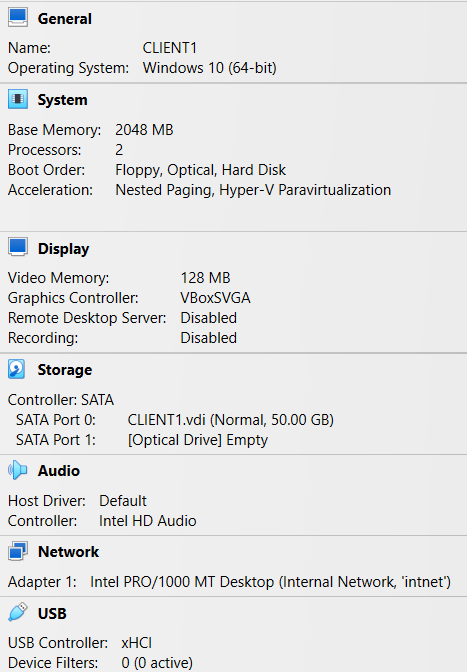 General
Name: CLIENT1
Operating System: Windows 10 (64-bit)
System
Base Memory: 2048 MB
Processors: 2
Boot Order: Floppy, Optical, Hard Disk
Acceleration: Nested Paging, Hyper-V Paravirtualization
Display
Video Memory: 128 MB
Graphics Controller: VBoxSVGA
Remote Desktop Server: Disabled
Recording: Disabled
Storage
Controller: SATA
SATA Port 0: CLIENT1.vdi (Normal, 50.00 GB)
SATA Port 1: [Optical Drive] Empty
Audio
Host Driver: Default
Controller: Intel HD Audio
Network
Adapter 1: Intel PRO/1000 MT Desktop (Internal Network, 'intnet')
USB
USB Controller: xHCI
Device Filters: 0 (0 active)